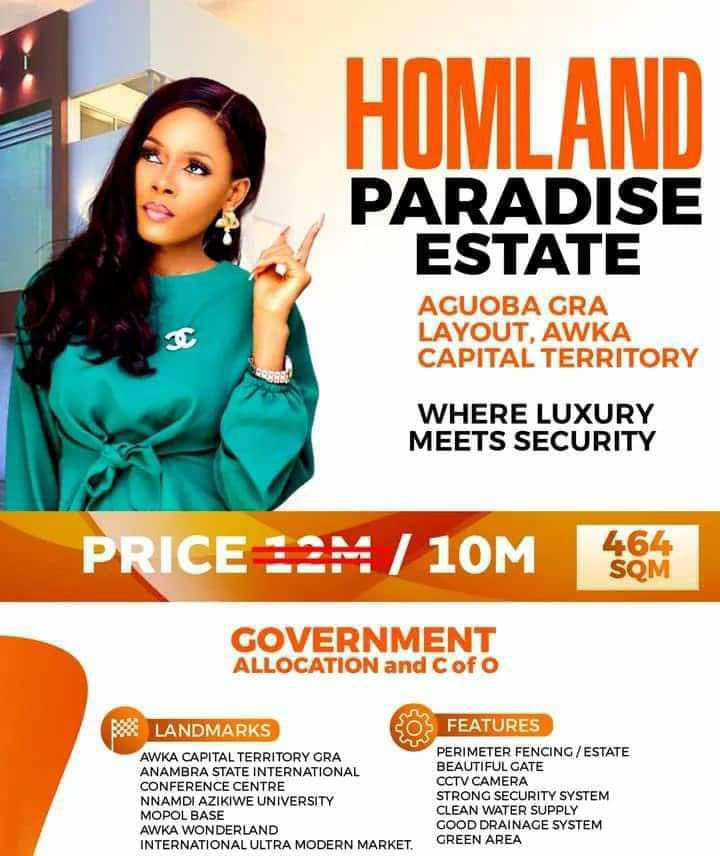 HOMLAND
PARADISE
ESTATE
AGUOBA GRA
LAYOUT, AWKA
CAPITAL TERRITORY
WHERE LUXURY
MEETS SECURITY
PRICE 12M / 10M
464
SQM
GOVERNMENT
ALLOCATION and C of O
LANDMARKS
AWKA CAPITAL TERRITORY GRA
ANAMBRA STATE INTERNATIONAL
CONFERENCE CENTRE
NNAMDI AZIKIWE UNIVERSITY
MOPOL BASE
AWKA WONDERLAND
INTERNATIONAL ULTRA MODERN MARKET.
FEATURES
PERIMETER FENCING / ESTATE
BEAUTIFUL GATE
CCTV CAMERA
STRONG SECURITY SYSTEM
CLEAN WATER SUPPLY
GOOD DRAINAGE SYSTEM
GREEN AREA